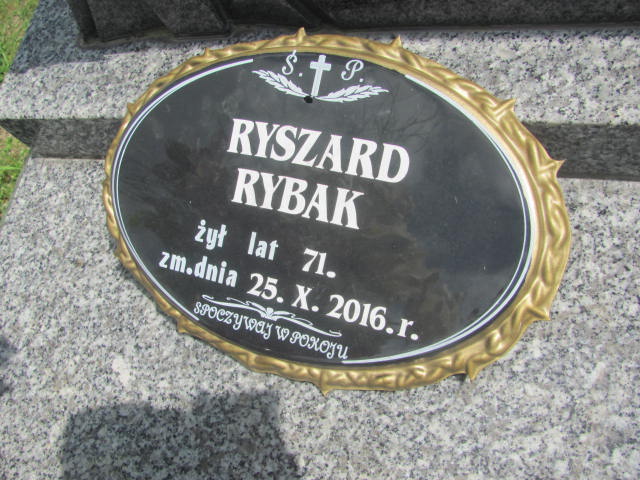 Ś. P.
RYSZARD
RYBAK
żył lat 71.
zm.dnia 25. X. 2016.r.
SPOCZYWAJ W POKOJU